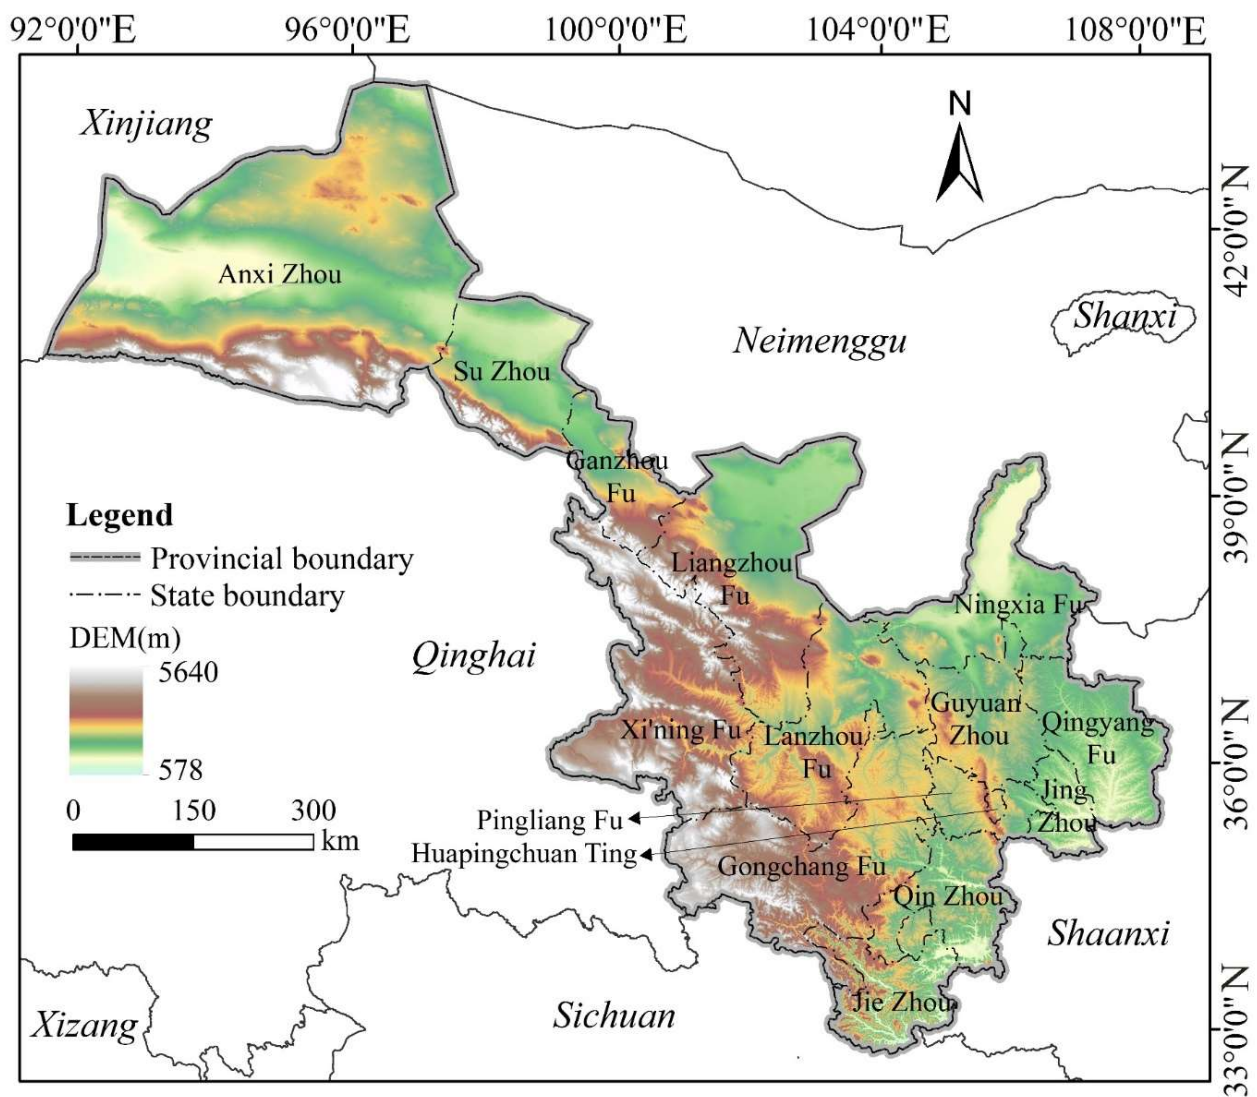 92°0'0"E 96°0'0"E 100°0'0"E 104°0'0"E 108°0'0"E
N
Xinjiang
42°0'0" N
Anxi Zhou
Shanxi
Neimenggu
Su Zhou
Ganzhou
Fu
39°0'0" N
Legend
Provincial boundary
State boundary
DEM(m)
5640
578
0 150 300
km
Liangzhou
Fu
Ningxia Fu
Qinghai
Guyuan
Zhou
Xi'ning Fu
Lanzhou
Fu
Qingyang
Fu
36°0'0" N
Jing
Zhou
Pingliang Fu
Huapingchuan Ting
Gongchang Fu
Qin Zhou
Shaanxi
Jie Zhou
Sichuan
Xizang
33°0'0" N